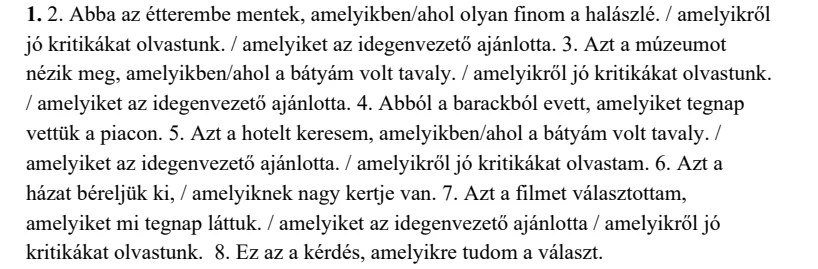 1. 2. Abba az étterembe mentek, amelyikben/ahol olyan finom a halászlé. / amelyikről
jó kritikákat olvastunk. / amelyiket az idegenvezető ajánlotta. 3. Azt a múzeumot
nézik meg, amelyikben/ahol a bátyám volt tavaly. / amelyikről jó kritikákat olvastunk.
/ amelyiket az idegenvezető ajánlotta. 4. Abból a barackból evett, amelyiket tegnap
vettük a piacon. 5. Azt a hotelt keresem, amelyikben/ahol a bátyám volt tavaly. /
amelyiket az idegenvezető ajánlotta. / amelyikről jó kritikákat olvastam. 6. Azt a
házat béreljük ki, / amelyiknek nagy kertje van. 7. Azt a filmet választottam,
amelyiket mi tegnap láttuk. / amelyiket az idegenvezető ajánlotta / amelyikről jó
kritikákat olvastunk.  8. Ez az a kérdés, amelyikre tudom a választ.